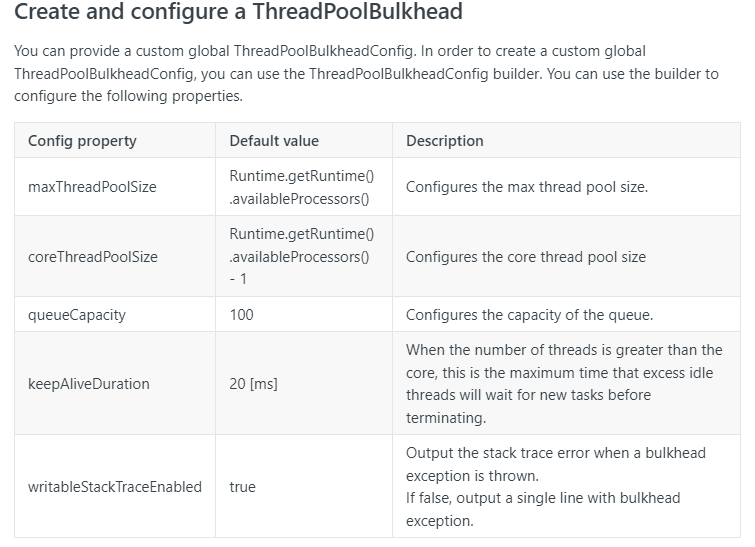 Create and configure a ThreadPoolBulkhead
You can provide a custom global ThreadPoolBulkheadConfig. In order to create a custom global
ThreadPoolBulkheadConfig, you can use the ThreadPoolBulkheadConfig builder. You can use the builder to
configure the following properties.
Config property
Default value
Description
maxThreadPoolSize
Runtime.getRuntime()
.availableProcessors()
Configures the max thread pool size.
coreThreadPoolSize
Runtime.getRuntime()
.availableProcessors()
- 1
Configures the core thread pool size
queueCapacity
100
Configures the capacity of the queue.
keepAliveDuration
20 [ms]
When the number of threads is greater than the
core, this is the maximum time that excess idle
threads will wait for new tasks before
terminating.
writableStackTraceEnabled
true
Output the stack trace error when a bulkhead
exception is thrown.
If false, output a single line with bulkhead
exception.